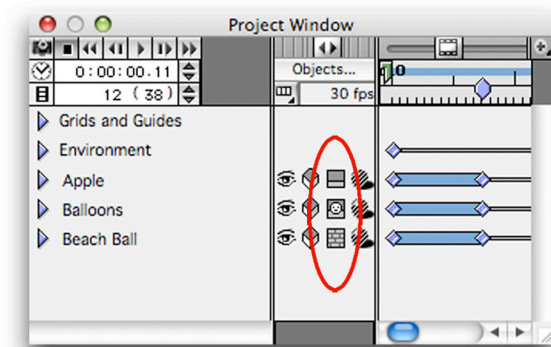 Project Window
0:00:00.11
Objects...
0
12 (38)
30 fps
Grids and Guides
Environment
Apple
Balloons
Beach Ball